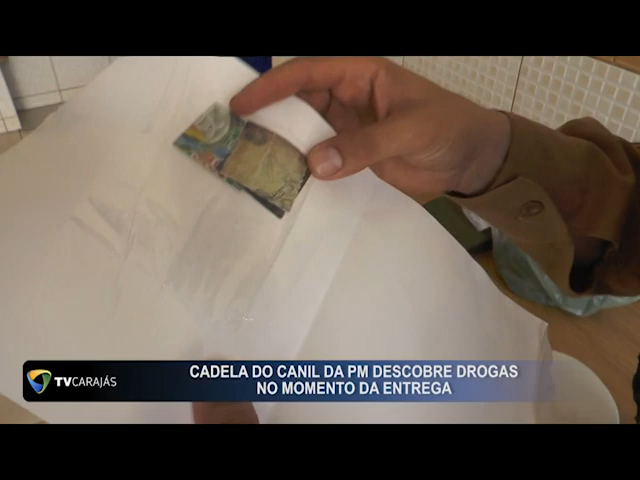 CADELA DO CANIL DA PM DESCOBRE DROGAS
NO MOMENTO DA ENTREGA
TVCARAJÁS